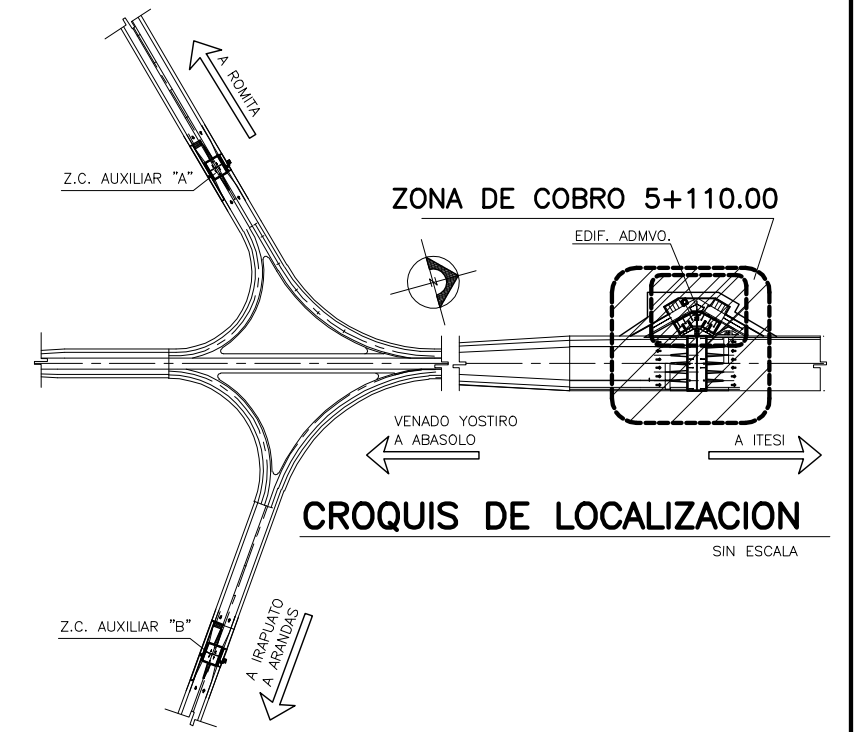 A ROMITA
Z.C. AUXILIAR "A"
ZONA DE COBRO 5+110.00
EDIF. ADMVO.
N
VENADO YOSTIRO
A ABASOLO
A ITESI
CROQUIS DE LOCALIZACION
SIN ESCALA
Z.C. AUXILIAR "B"
A IRAPUATO
A ARANDAS